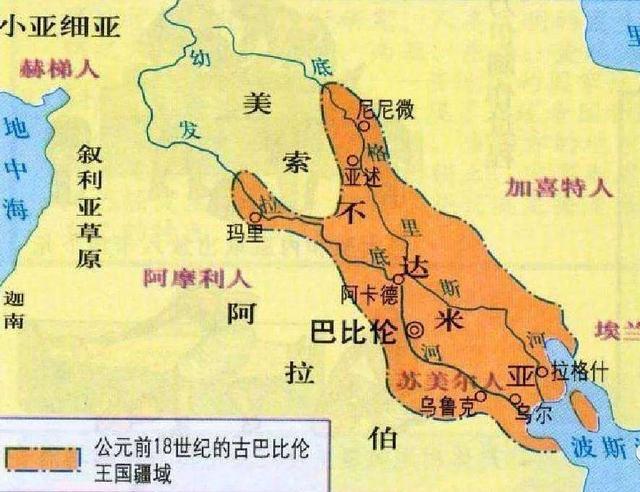 小亚细亚
里
赫梯人
幼发拉底河
底格里斯河
美索不达米亚
地中海
叙利亚草原
尼尼微
亚述
加喜特人
玛里
阿摩利人
迦南
阿卡德
巴比伦
阿拉伯
埃兰
苏美尔人
拉格什
乌鲁克
乌尔
波斯
公元前18世纪的古巴比伦
王国疆域